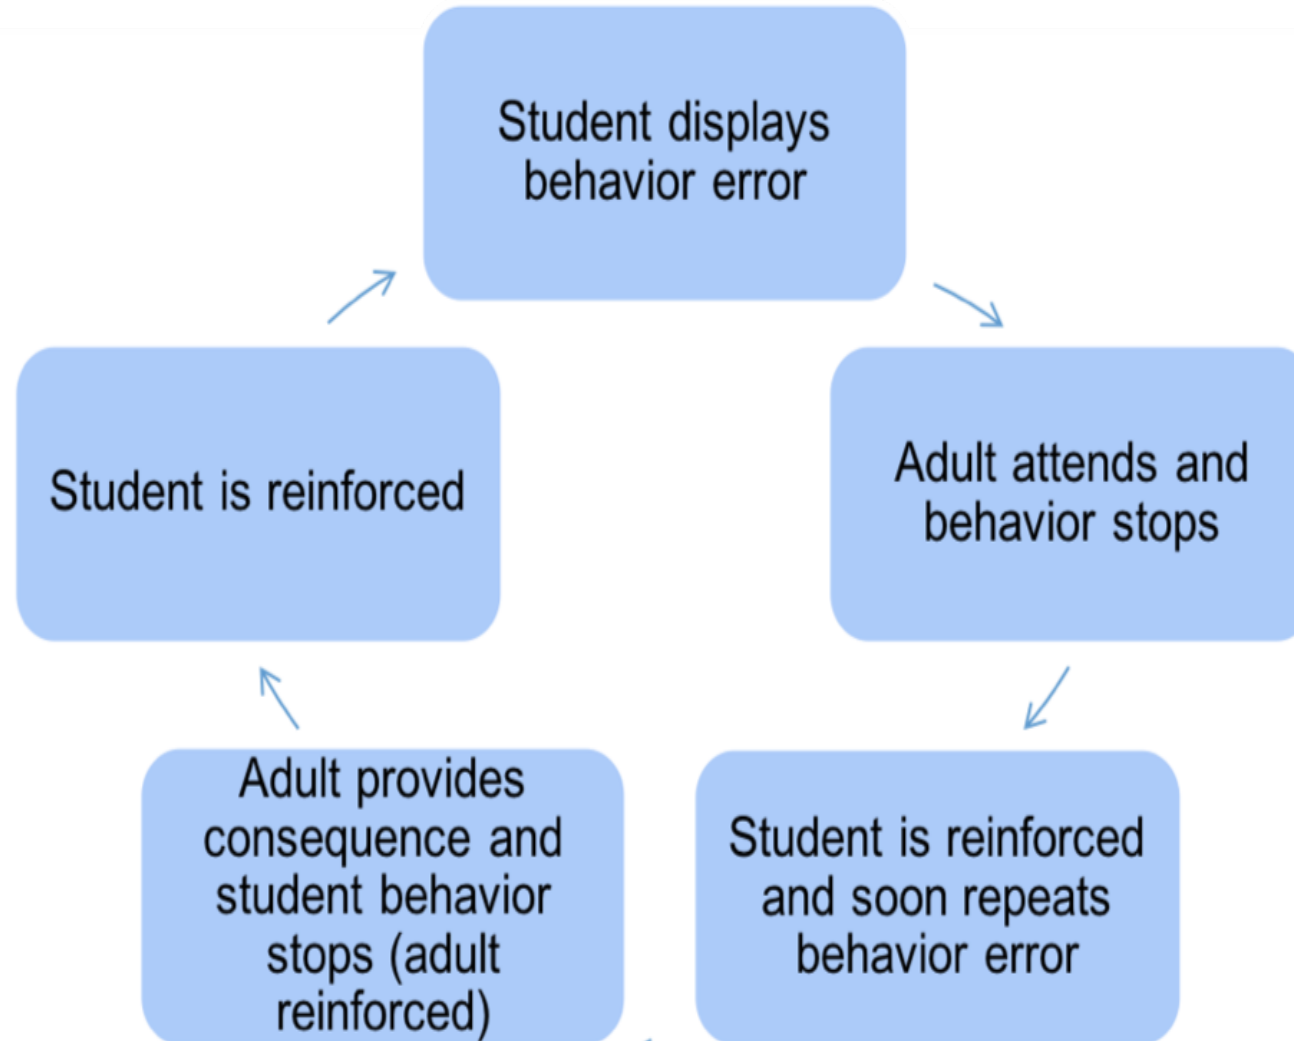 Student displays
behavior error
Adult attends and
behavior stops
Student is reinforced
and soon repeats
behavior error
Adult provides
consequence and
student behavior
stops (adult
reinforced)
Student is reinforced